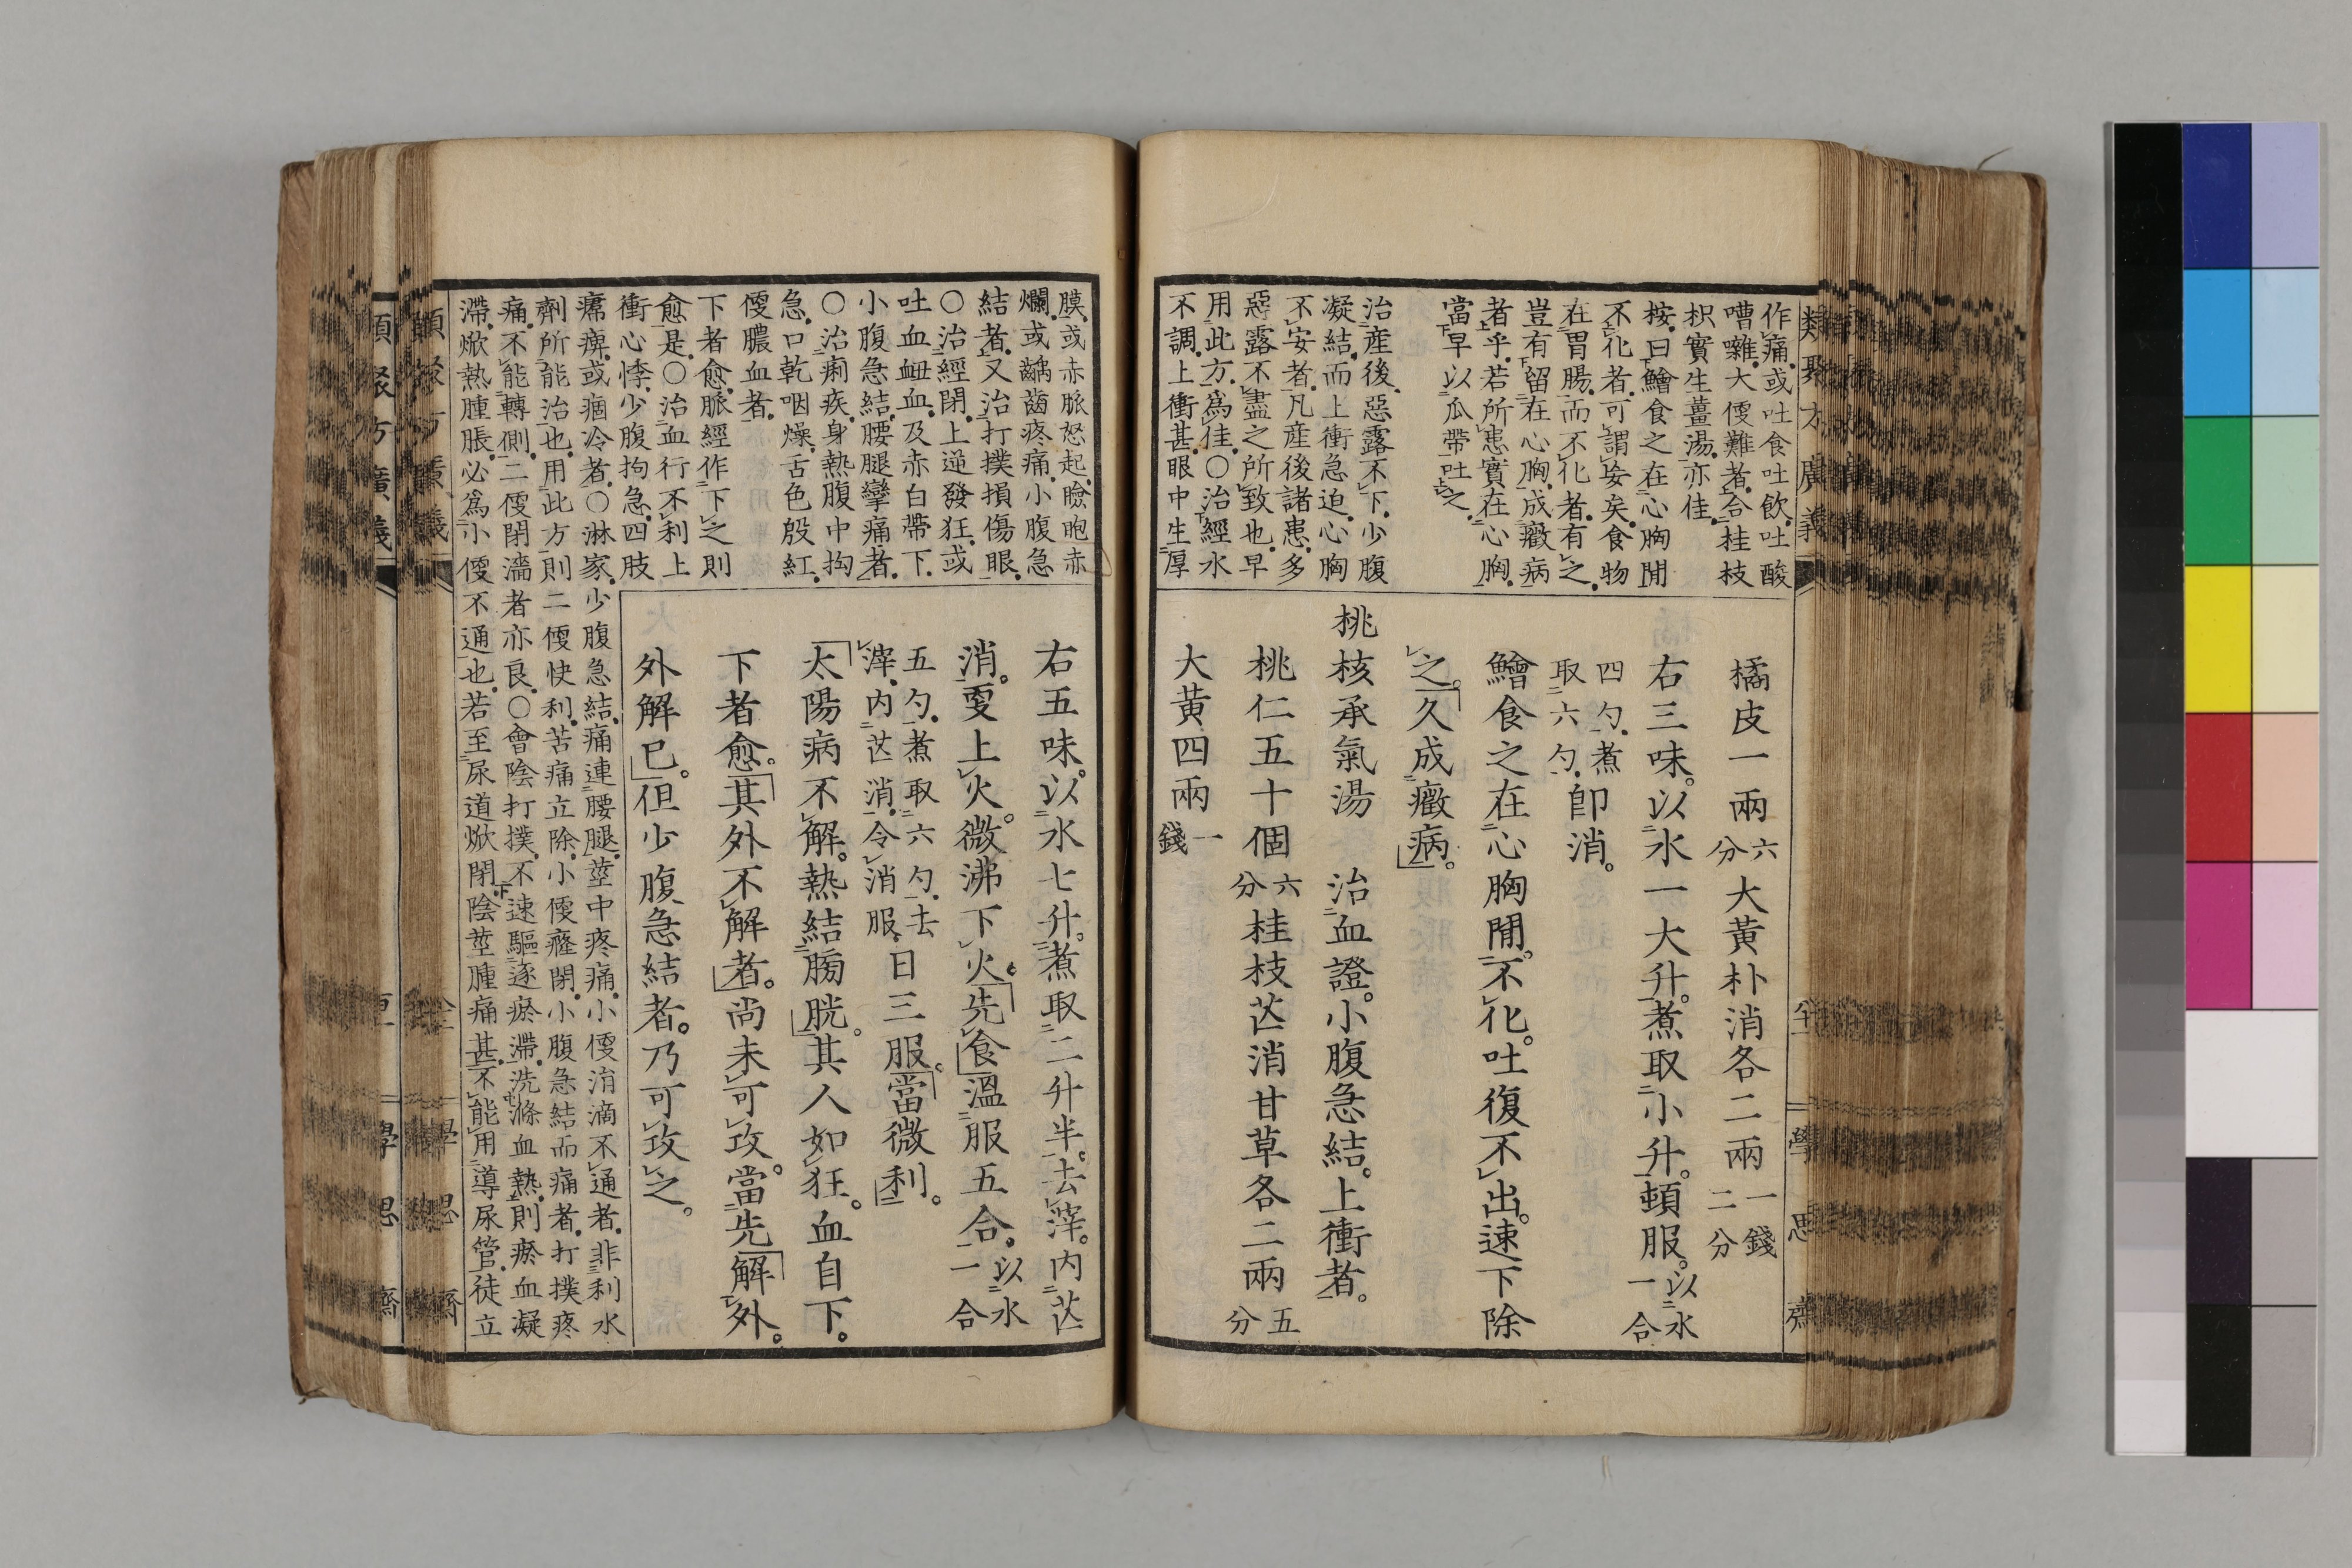 類聚方廣義
作痛或吐食吐飲吐酸
嘈囃大便難者合桂枝
枳實生薑湯亦佳
桉曰鱠食之在心胸間
不化者可謂妄矣食物
在胃腸而不化者有之
豈有留在心胸成癥病
者乎若所患實在心胸
當早以瓜帶吐之
治產後惡露不下少腹
凝結而上衝急迫心胸
不安者凡產後諸患多
惡露不盡之所致也早
用此方爲佳○治經水
不調上衝甚眼中生厚
橘皮一兩六分大黃朴消各二兩一錢二分
右三味。以水一大升。煮取小升。頓服。以水一合
四勺煮取六勺即消。
鱠食之在心胸間。不化。吐復不出。速下除
之。久成癥病。
桃核承氣湯 治血證。小腹急結。上衝者。
桃仁五十個六分桂枝芒消甘草各二兩五分
大黃四兩一錢
學思齋
膜或赤脈怒起瞼胞赤
爛或齲齒疼痛小腹急
結者又治打撲損傷眼
○治經閉上逆發狂或
吐血衄血及赤白帶下
小腹急結腰腿攣痛者
○治痢疾身熱腹中拘
急口乾咽燥舌色殷紅
便膿血者
下者愈脈經作下之則
愈是○治血行不利上
衝心悸少腹拘急四肢
𤸷痺或痼冷者○淋家少腹急結痛連腰腿莖中疼痛小便涓滴不通者非利水
劑所能治也用此方則二便快利苦痛立除小便癃閉小腹急結而痛者打撲疼
痛不能轉側二便閉濇者亦良○會陰打撲不速驅逐瘀滯洗滌血熱則瘀血凝
滯焮熱腫脹必爲小便不通也若至尿道焮閉陰莖腫痛甚不能用導尿管徒立
右五味。以水七升。煮取二升半。去滓。内芒
消。更上火。微沸下火。先食溫服五合。以水一合
五勺煮取六勺去滓内芒消令消服日三服。當微利。
太陽病不解。熱結膀胱。其人如狂。血自下。
下者愈。其外不解者。尚未可攻。當先解外。
外解已。但少腹急結者。乃可攻之。